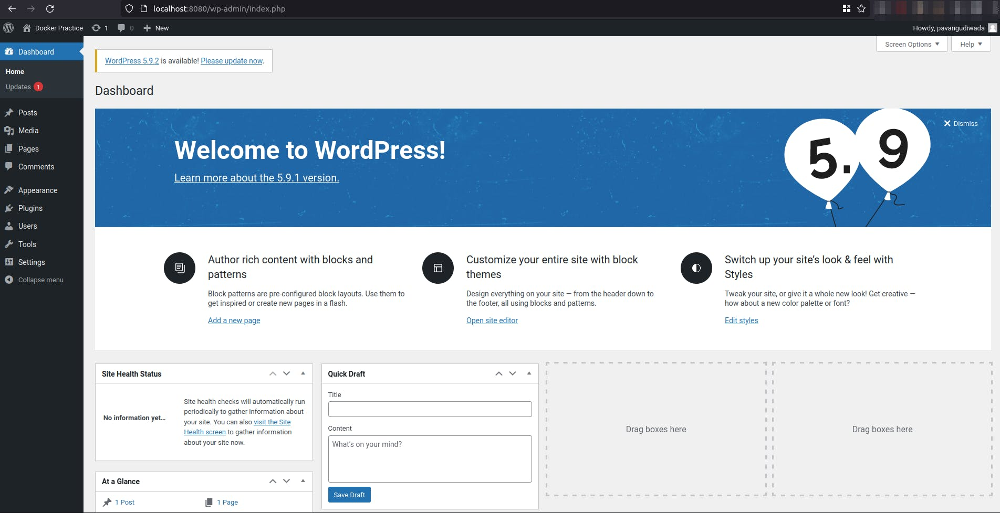 localhost:8080/wp-admin/index.php
Docker Practice 1 0 New
Howdy, pavangudiwada
Dashboard
Home
Updates 1
Posts
Media
Pages
Comments
Appearance
Plugins
Users
Tools
Settings
Collapse menu
Screen Options
Help
WordPress 5.9.2 is available! Please update now.
Dashboard
Welcome to WordPress!
Learn more about the 5.9.1 version.
5.9
Dismiss
Author rich content with blocks and
patterns
Block patterns are pre-configured block layouts. Use them to
get inspired or create new pages in a flash.
Add a new page
Customize your entire site with block
themes
Design everything on your site — from the header down to
the footer, all using blocks and patterns.
Open site editor
Switch up your site’s look & feel with
Styles
Tweak your site, or give it a whole new look! Get creative —
how about a new color palette or font?
Edit styles
Site Health Status
No information yet…
Site health checks will automatically run
periodically to gather information about
your site. You can also visit the Site
Health screen to gather information
about your site now.
At a Glance
1 Post
1 Page
Quick Draft
Title
Content
What’s on your mind?
Save Draft
Drag boxes here
Drag boxes here